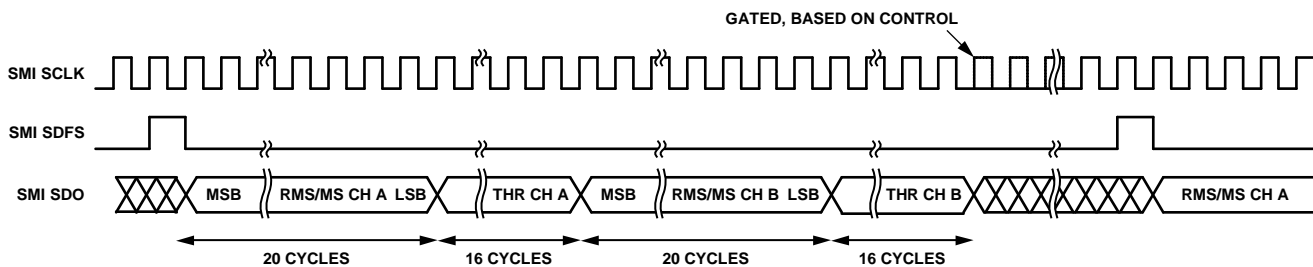 GATED, BASED ON CONTROL
SMI SCLK
SMI SDFS
SMI SDO
MSB
RMS/MS CH A LSB
THR CH A
MSB
RMS/MS CH B LSB
THR CH B
RMS/MS CH A
20 CYCLES
16 CYCLES
20 CYCLES
16 CYCLES